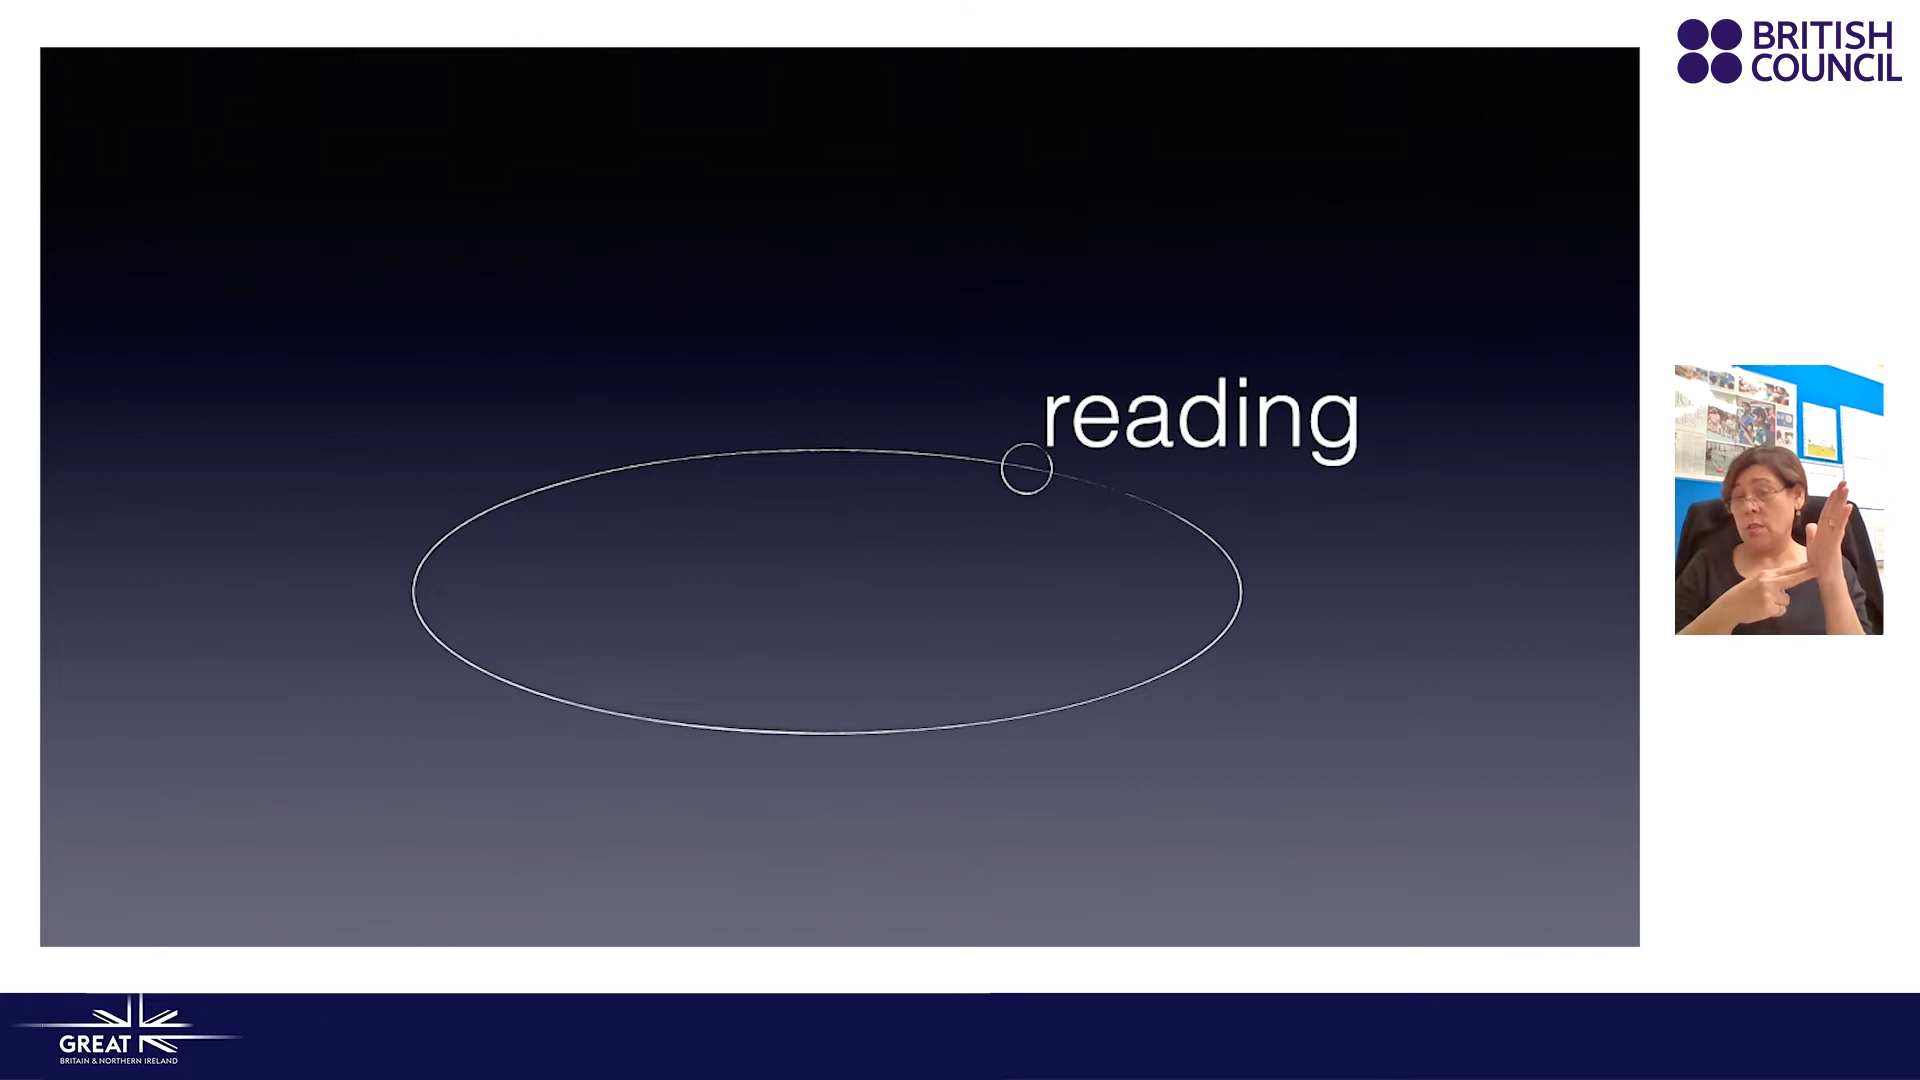 BRITISH
COUNCIL
reading
GREAT
BRITAIN & NORTHERN IRELAND